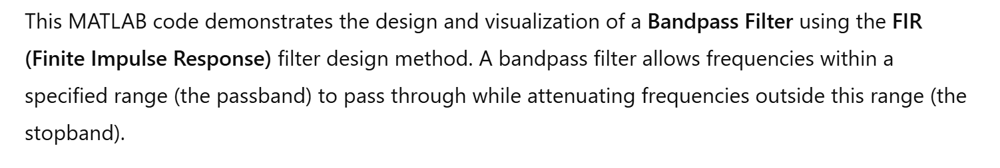 This MATLAB code demonstrates the design and visualization of a Bandpass Filter using the FIR
(Finite Impulse Response) filter design method. A bandpass filter allows frequencies within a
specified range (the passband) to pass through while attenuating frequencies outside this range (the
stopband).